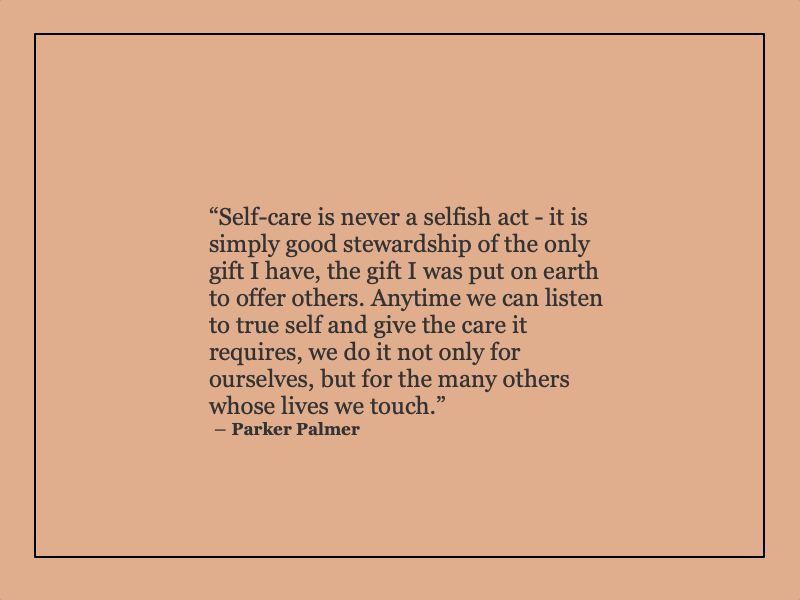 “Self-care is never a selfish act - it is
simply good stewardship of the only
gift I have, the gift I was put on earth
to offer others. Anytime we can listen
to true self and give the care it
requires, we do it not only for
ourselves, but for the many others
whose lives we touch.”
– Parker Palmer